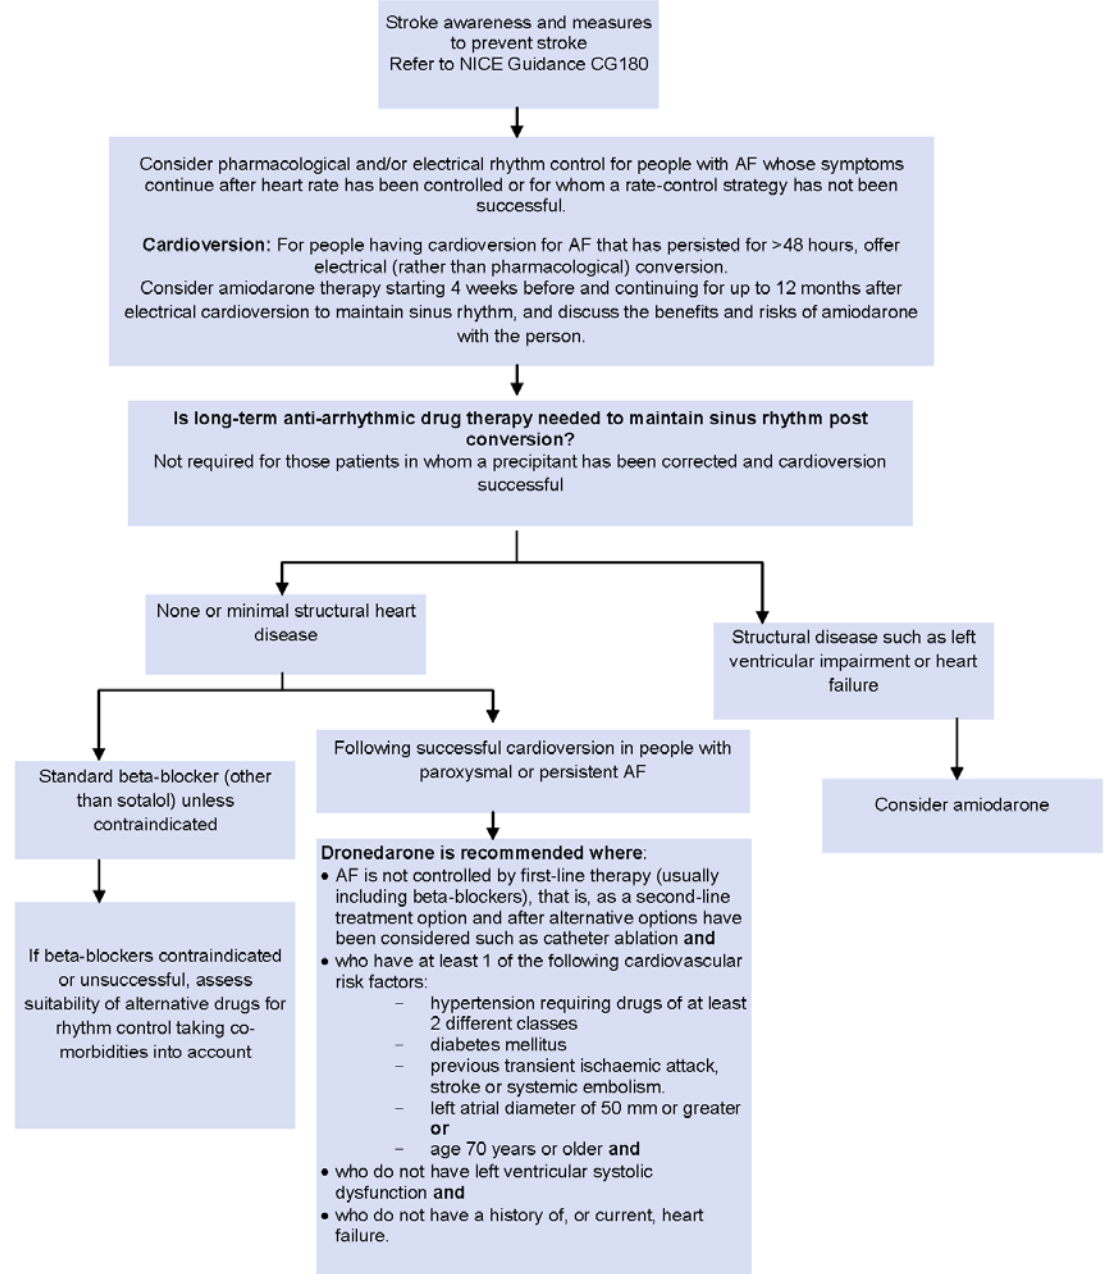 Stroke awareness and measures
to prevent stroke
Refer to NICE Guidance CG180
Consider pharmacological and/or electrical rhythm control for people with AF whose symptoms
continue after heart rate has been controlled or for whom a rate-control strategy has not been
successful.
Cardioversion: For people having cardioversion for AF that has persisted for >48 hours, offer
electrical (rather than pharmacological) conversion.
Consider amiodarone therapy starting 4 weeks before and continuing for up to 12 months after
electrical cardioversion to maintain sinus rhythm, and discuss the benefits and risks of amiodarone
with the person.
Is long-term anti-arrhythmic drug therapy needed to maintain sinus rhythm post
conversion?
Not required for those patients in whom a precipitant has been corrected and cardioversion
successful
None or minimal structural heart
disease
Structural disease such as left
ventricular impairment or heart
failure
Standard beta-blocker (other
than sotalol) unless
contraindicated
Following successful cardioversion in people with
paroxysmal or persistent AF
Consider amiodarone
If beta-blockers contraindicated
or unsuccessful, assess
suitability of alternative drugs for
rhythm control taking co-
morbidities into account
Dronedarone is recommended where:
• AF is not controlled by first-line therapy (usually
including beta-blockers), that is, as a second-line
treatment option and after alternative options have
been considered such as catheter ablation and
• who have at least 1 of the following cardiovascular
risk factors:
– hypertension requiring drugs of at least
2 different classes
– diabetes mellitus
– previous transient ischaemic attack,
stroke or systemic embolism.
– left atrial diameter of 50 mm or greater
or
– age 70 years or older and
• who do not have left ventricular systolic
dysfunction and
• who do not have a history of, or current, heart
failure.